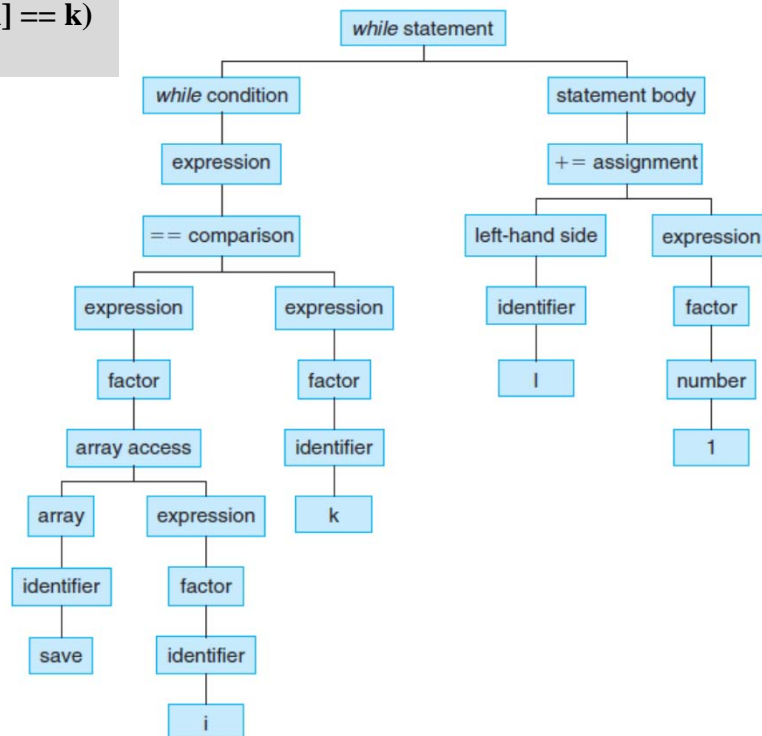 ] == k)
while statement
while condition
statement body
expression
+= assignment
== comparison
left-hand side
expression
expression
expression
identifier
factor
factor
factor
l
number
array access
identifier
1
array
expression
k
identifier
factor
save
identifier
i